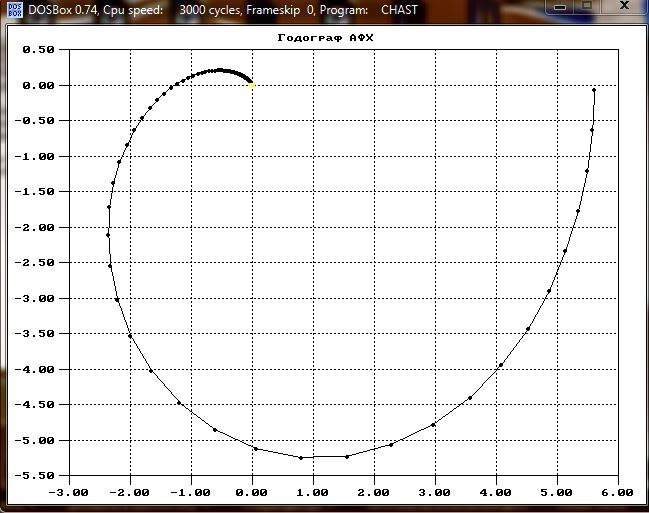 DOS
BOX
DOSBox 0.74, Cpu speed: 3000 cycles, Frameskip 0, Program: CHAST
Годограф АФХ
0.50
0.00
-0.50
-1.00
-1.50
-2.00
-2.50
-3.00
-3.50
-4.00
-4.50
-5.00
-5.50
-3.00 -2.00 -1.00 0.00 1.00 2.00 3.00 4.00 5.00 6.00